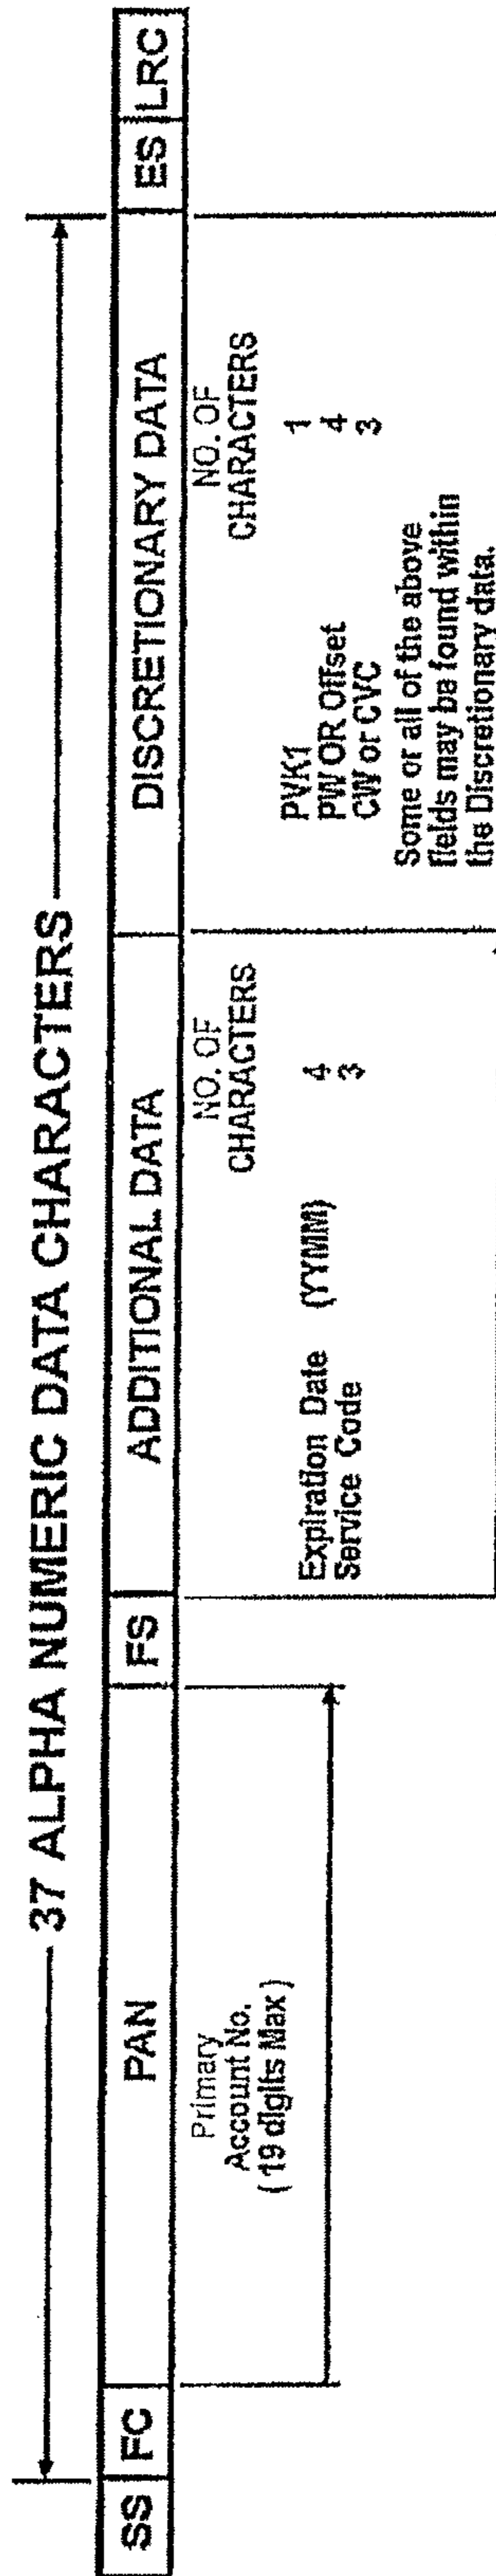 37 ALPHA NUMERIC DATA CHARACTERS
SS FC PAN FS ADDITIONAL DATA DISCRETIONARY DATA ES LRC
Primary
Account No.
( 19 digits Max )
NO. OF
CHARACTERS
Expiration Date (YYMM) 4
Service Code 3
NO. OF
CHARACTERS
PVK1 1
PW OR Offset 4
CW or CVC 3
Some or all of the above
fields may be found within
the Discretionary data.